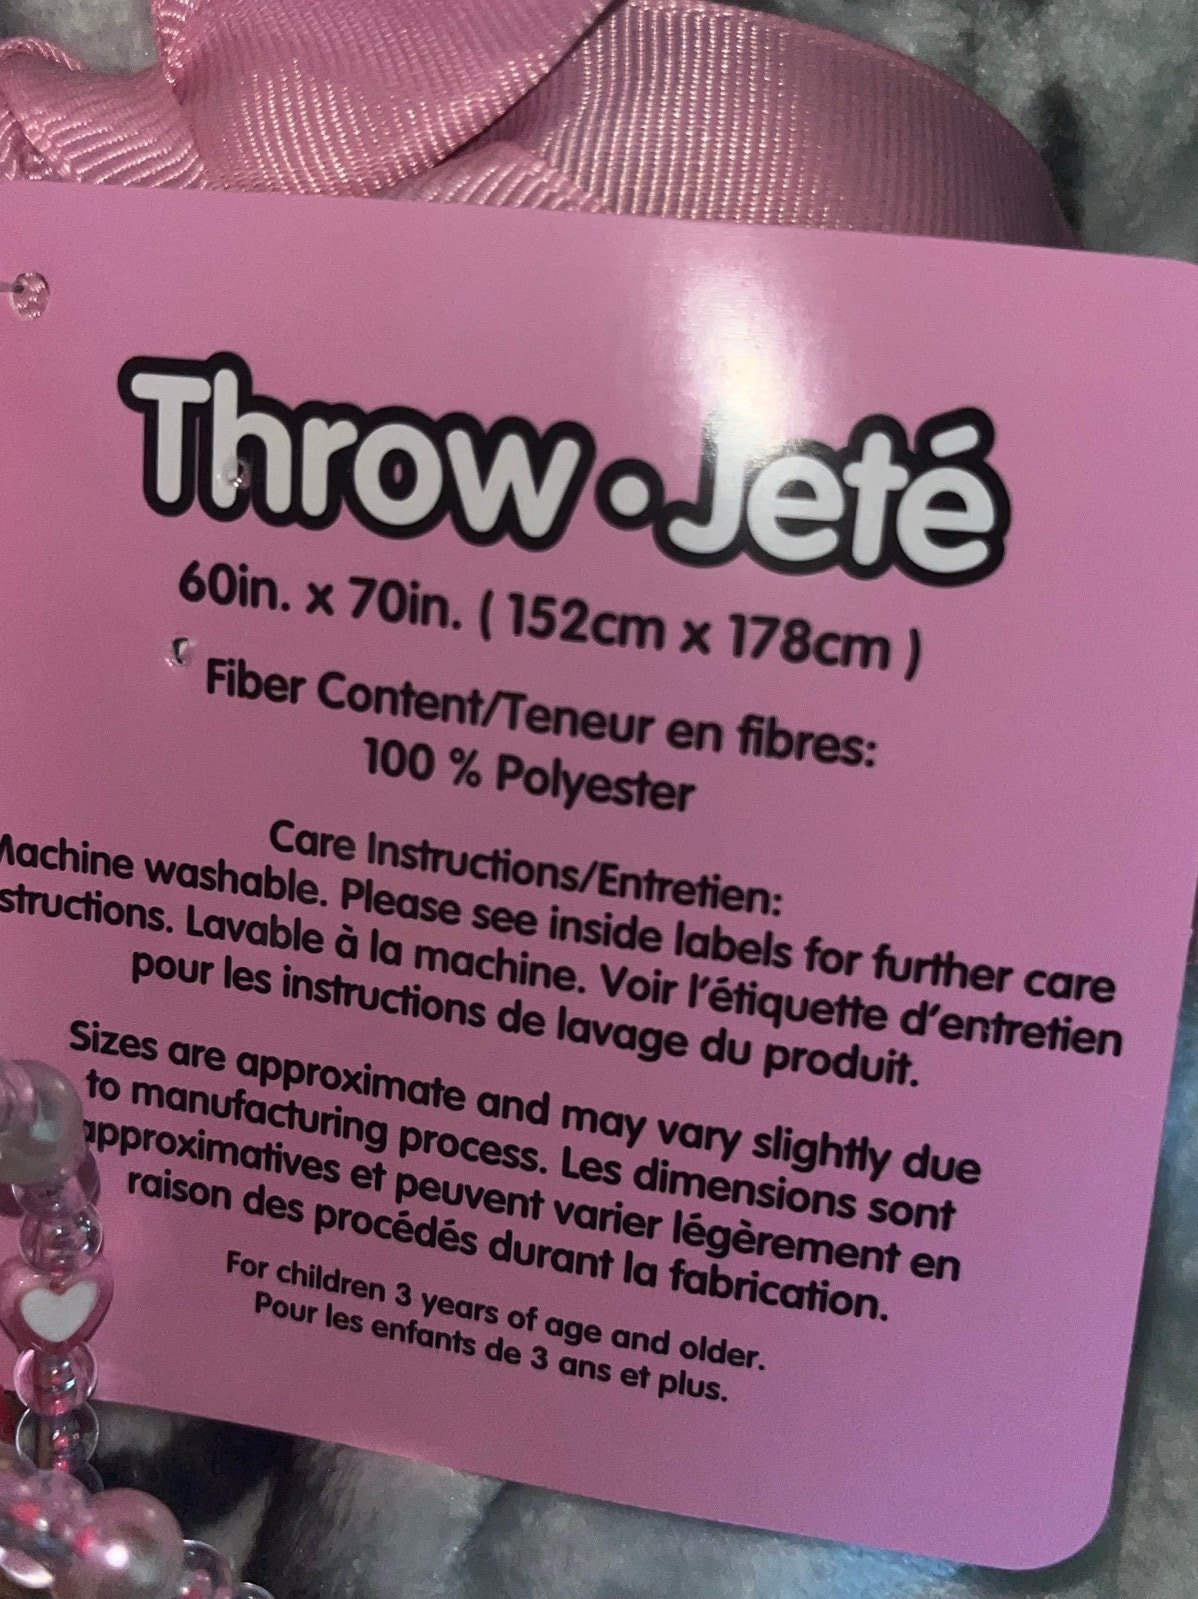 Throw • Jeté
60in. x 70in. ( 152cm x 178cm )
Fiber Content/Teneur en fibres:
100 % Polyester
Care Instructions/Entretien:
washable. Please see inside labels for further care
Lavable à la machine. Voir l'étiquette d'entretien
pour les instructions de lavage du produit.
Sizes are approximate and may vary slightly due
to manufacturing process. Les dimensions sont
approximatives et peuvent varier légèrement en
raison des procédés durant la fabrication.
For children 3 years of age and older.
Pour les enfants de 3 ans et plus.